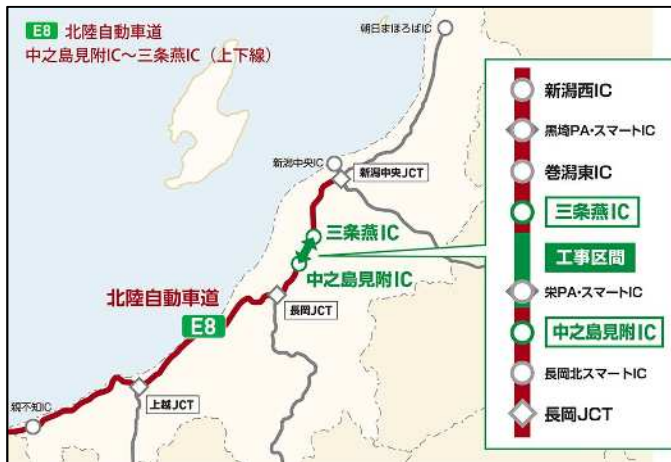 E8 北陸自動車道
中之島見附IC～三条燕IC（上下線）
朝日まほろばIC
新潟中央IC
新潟中央JCT
三条燕IC
中之島見附IC
北陸自動車道
E8
長岡JCT
上越JCT
親不知IC
新潟西IC
黒埼PA・スマートIC
巻潟東IC
三条燕IC
工事区間
栄PA・スマートIC
中之島見附IC
長岡北スマートIC
長岡JCT